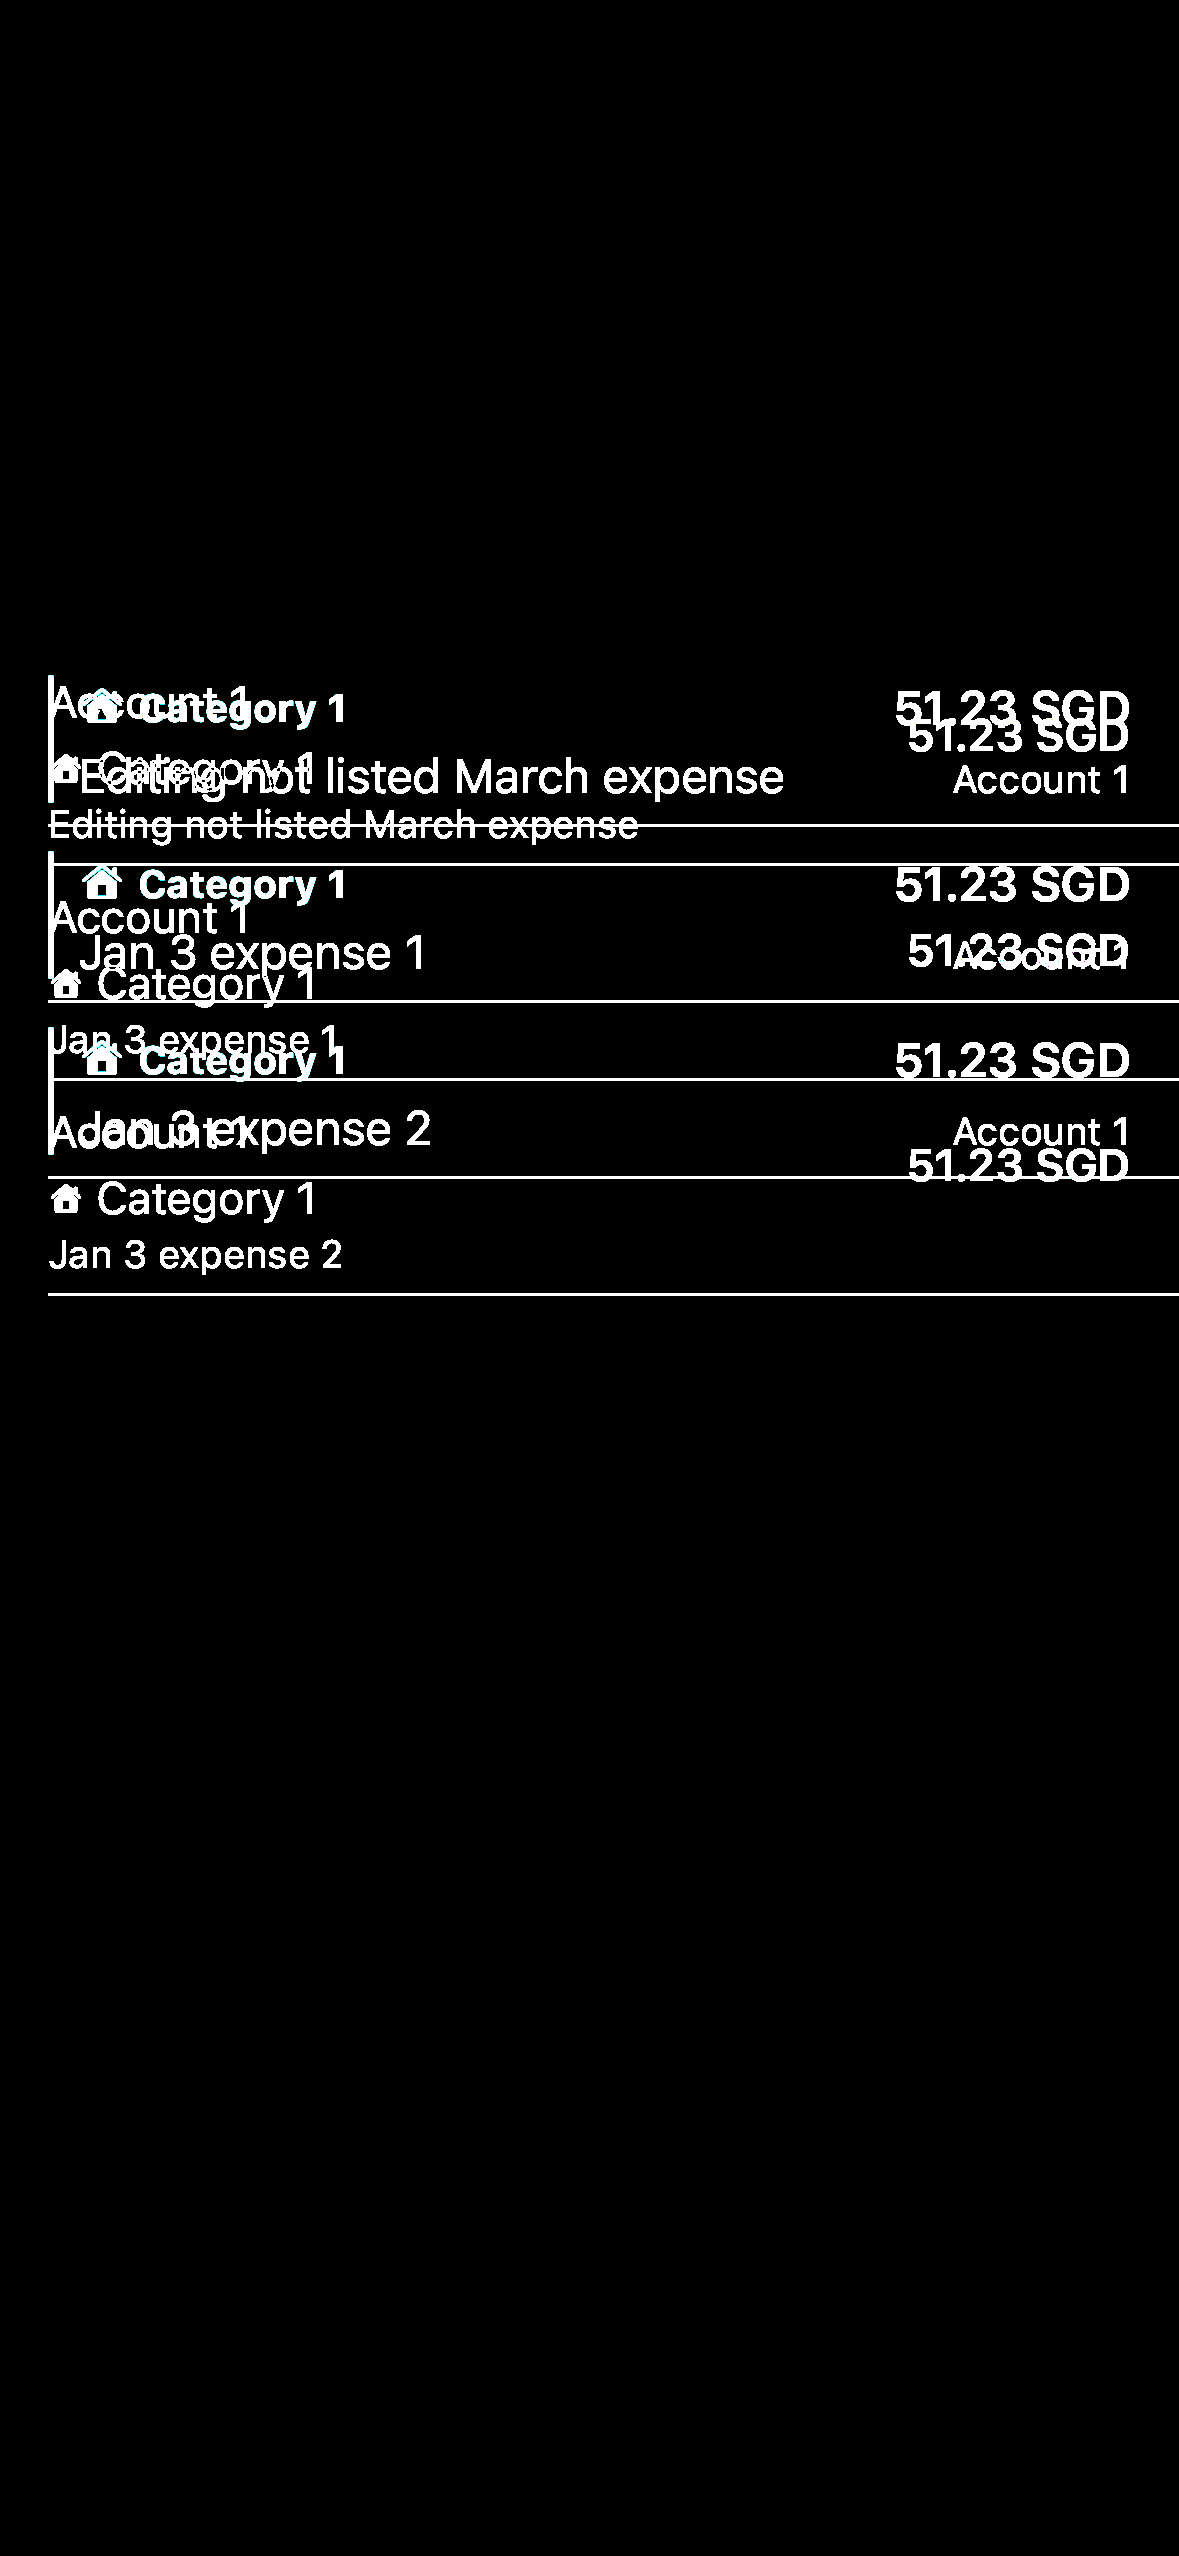 Account 1
Category 1 51.23 SGD
51.23 SGD
Category 1
Editing not listed March expense Account 1
Editing not listed March expense
Category 1 51.23 SGD
Account 1
Jan 3 expense 1 51.23 SGD
Account 1
Category 1
Jan 3 expense 1
Category 1 51.23 SGD
Jan 3 expense 2 Account 1
Account 1
51.23 SGD
Category 1
Jan 3 expense 2